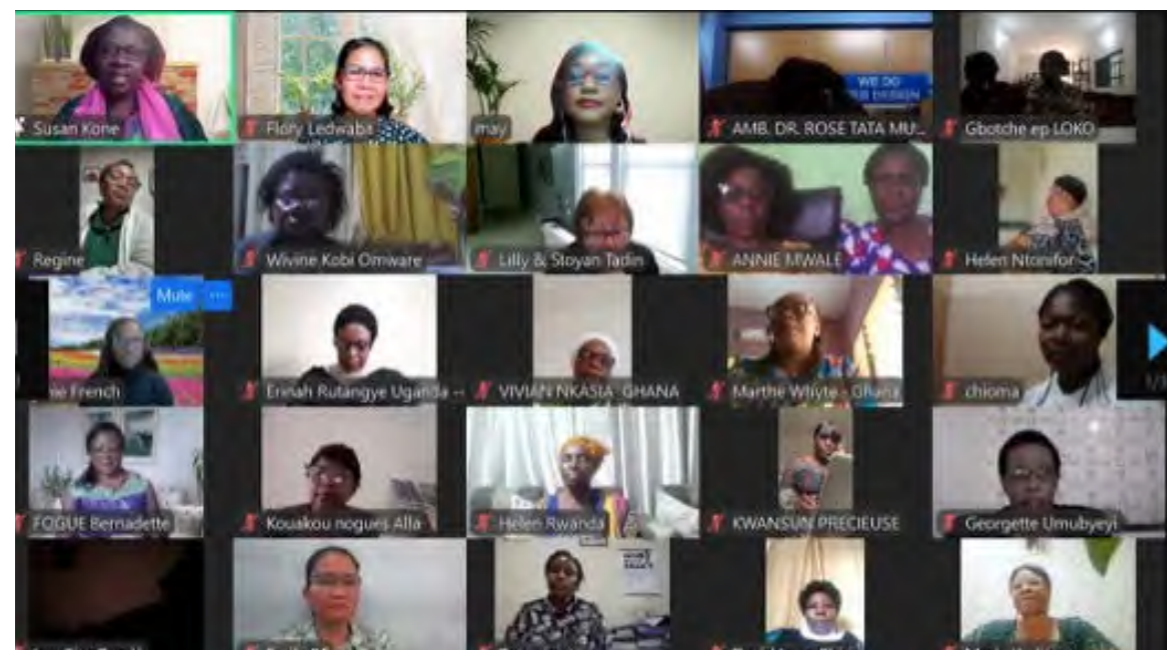 Susan Kone
Flory Ledwaba
may
WE DO
AMB. DR. ROSE TATA MU...
Gbotche ep LOKO
Regine
Wivine Kobi Omware
Lilly & Stoyan Tadin
ANNIE MWALE
Helen Ntonifor
Mute ...
French
Erinah Rutangye Uganda --
VIVIAN NKASIA GHANA
Marthe Whyte - Ghana
chioma
FOGUE Bernadette
Kouakou nogues Alla
Helen Rwanda
KWANSUN PRECIEUSE
Georgette Umubyeyi